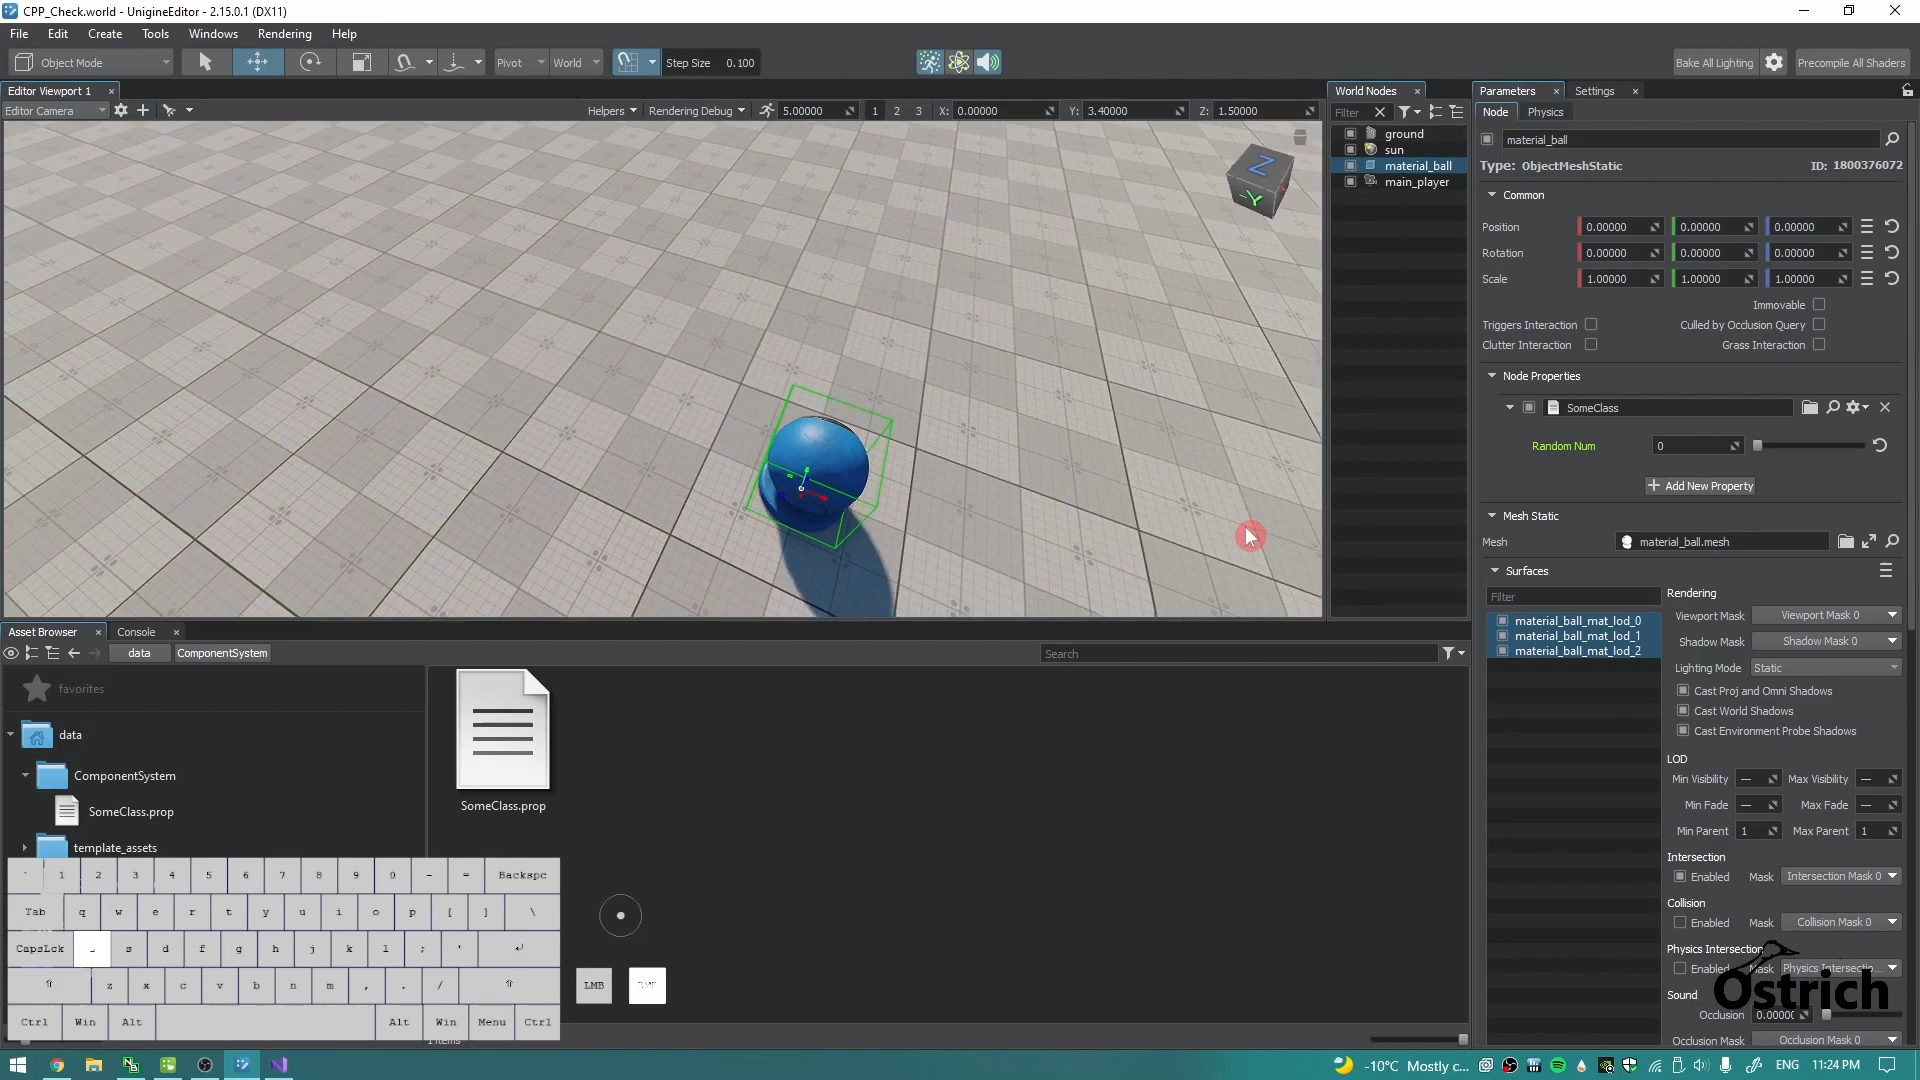 CPP_Check.world - UnigineEditor - 2.15.0.1 (DX11)
File Edit Create Tools Windows Rendering Help
Object Mode Pivot World Step Size 0.100 Bake All Lighting Precompile All Shaders
Editor Viewport 1 World Nodes Parameters Settings
Editor Camera Helpers Rendering Debug 5.00000 1 2 3 X: 0.00000 Y: 3.40000 Z: 1.50000 Filter Node Physics
ground
sun
material_ball
main_player
Z
-Y
material_ball
Type: ObjectMeshStatic ID: 1800376072
Common
Position 0.00000 0.00000 0.00000
Rotation 0.00000 0.00000 0.00000
Scale 1.00000 1.00000 1.00000
Immovable
Triggers Interaction Culled by Occlusion Query
Clutter Interaction Grass Interaction
Node Properties
SomeClass
Random Num 0
Add New Property
Mesh Static
Mesh material_ball.mesh
Surfaces
Filter
material_ball_mat_lod_0
material_ball_mat_lod_1
material_ball_mat_lod_2
Rendering
Viewport Mask Viewport Mask 0
Shadow Mask Shadow Mask 0
Lighting Mode Static
Cast Proj and Omni Shadows
Cast World Shadows
Cast Environment Probe Shadows
LOD
Min Visibility — Max Visibility —
Min Fade — Max Fade —
Min Parent 1 Max Parent 1
Intersection
Enabled Mask Intersection Mask 0
Collision
Enabled Mask Collision Mask 0
Physics Intersection
Enabled Mask Physics Intersectio...
Sound
Occlusion 0.0000
Occlusion Mask Occlusion Mask 0
Ostrich
Asset Browser Console
data ComponentSystem Search
favorites
data
ComponentSystem
SomeClass.prop
template_assets
SomeClass.prop
` 1 2 3 4 5 6 7 8 9 0 - = Backspc
Tab q w e r t y u i o p [ ] \
CapsLck s d f g h j k l ; '
z x c v b n m , . /
Ctrl Win Alt Alt Win Menu Ctrl
LMB
-10°C Mostly c... ENG 11:24 PM